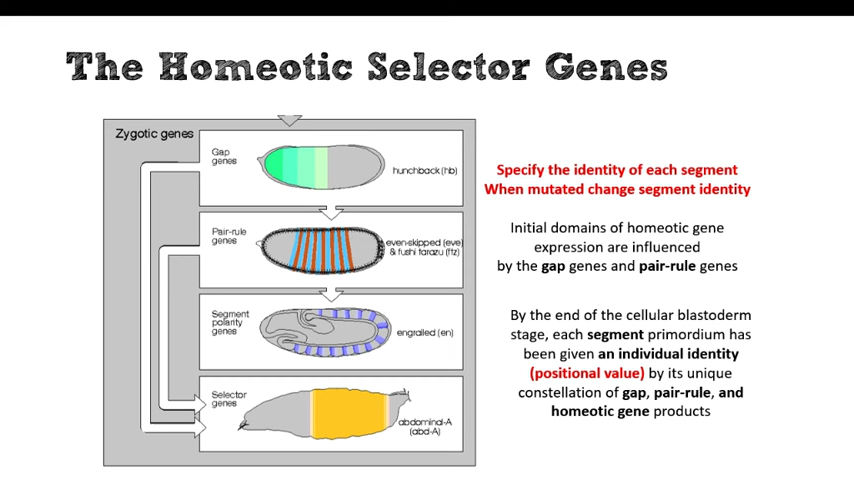 The Homeotic Selector Genes
Zygotic genes
Gap
genes
hunchback (hb)
Pair-rule
genes
even-skipped (eve)
& fushi tarazu (ftz)
Segment
polarity
genes
engrailed (en)
Selector
genes
abdominal-A
(abd-A)
Specify the identity of each segment
When mutated change segment identity
Initial domains of homeotic gene
expression are influenced
by the gap genes and pair-rule genes
By the end of the cellular blastoderm
stage, each segment primordium has
been given an individual identity
(positional value) by its unique
constellation of gap, pair-rule, and
homeotic gene products